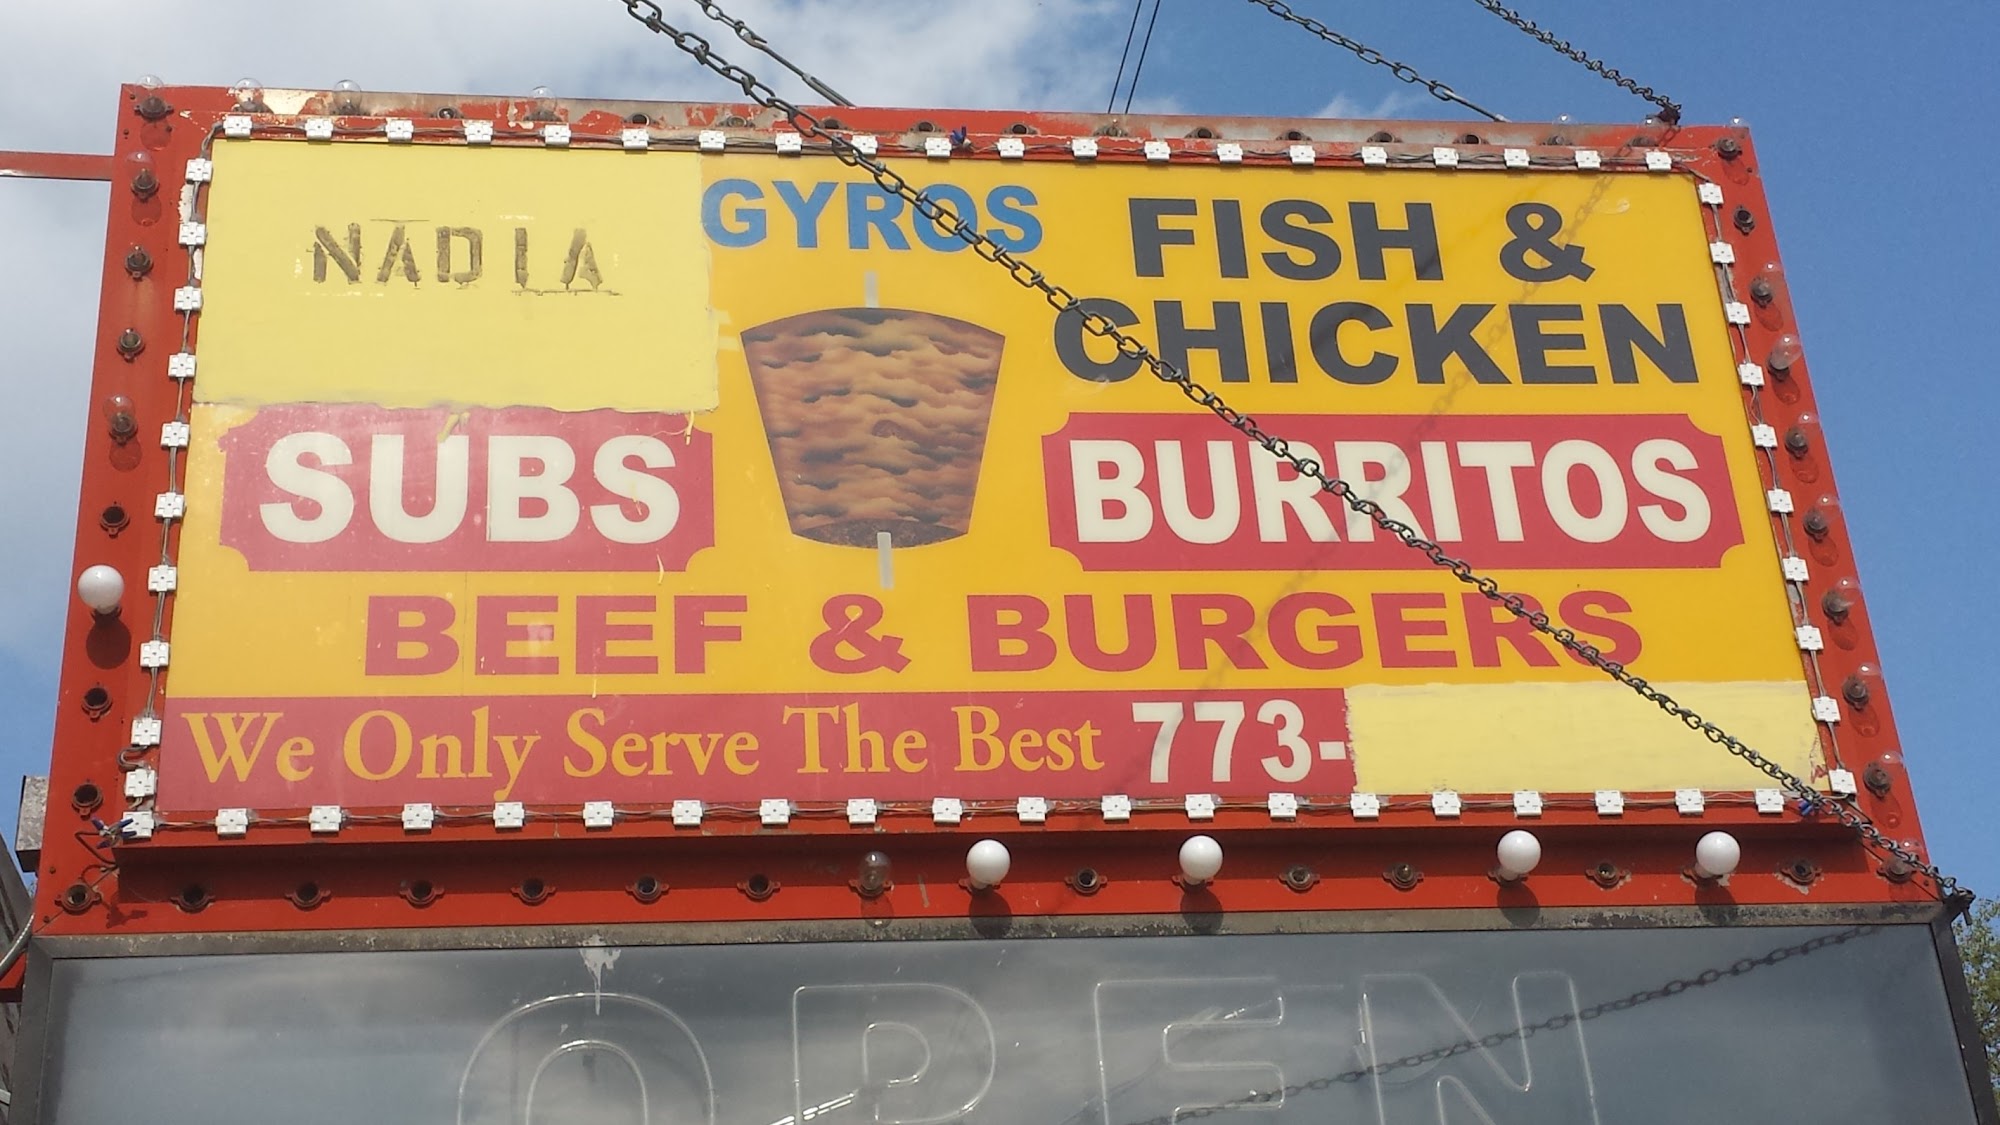 NADIA
GYROS
FISH &
CHICKEN
SUBS
BURRITOS
BEEF & BURGERS
We Only Serve The Best 773-
OPEN